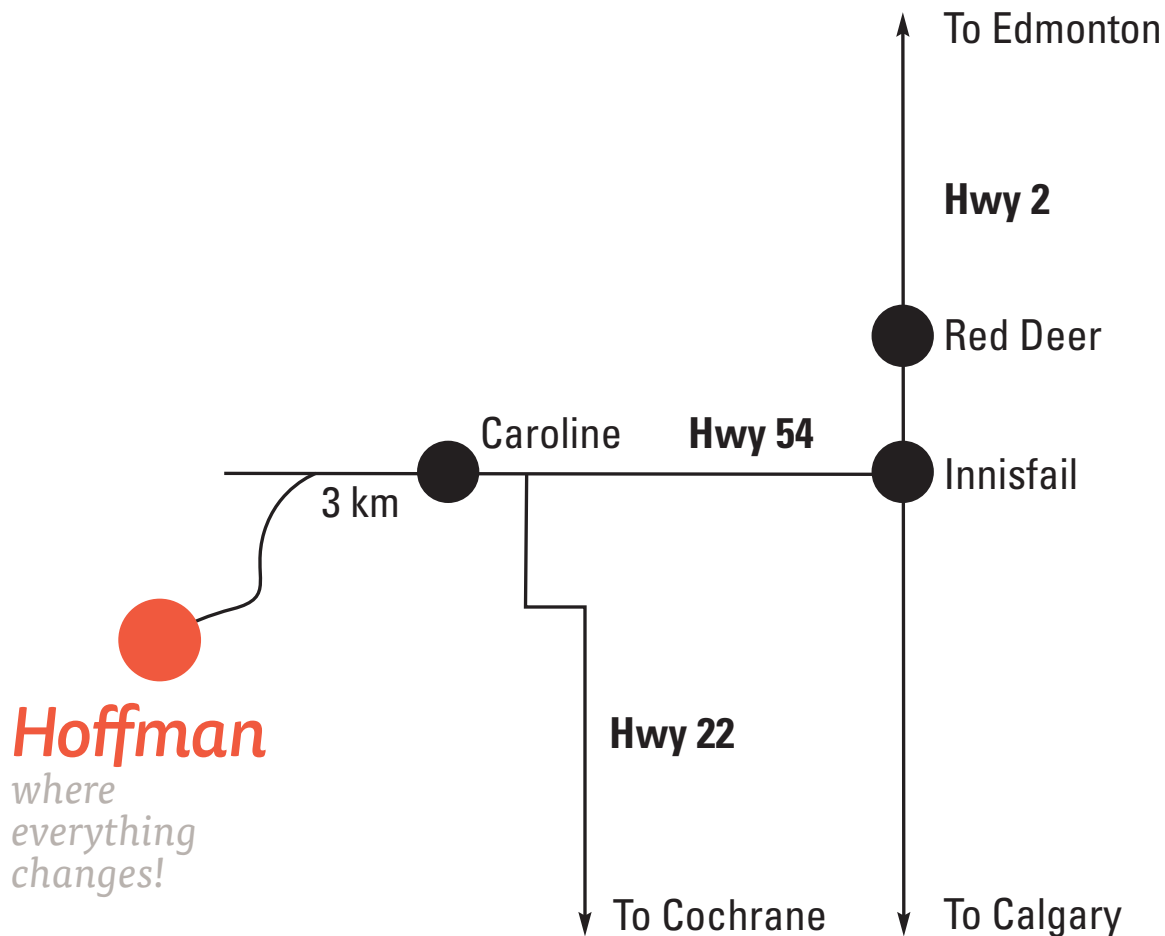 To Edmonton
Hwy 2
Red Deer
Caroline
Hwy 54
Innisfail
3 km
Hoffman
where
everything
changes!
Hwy 22
To Cochrane
To Calgary